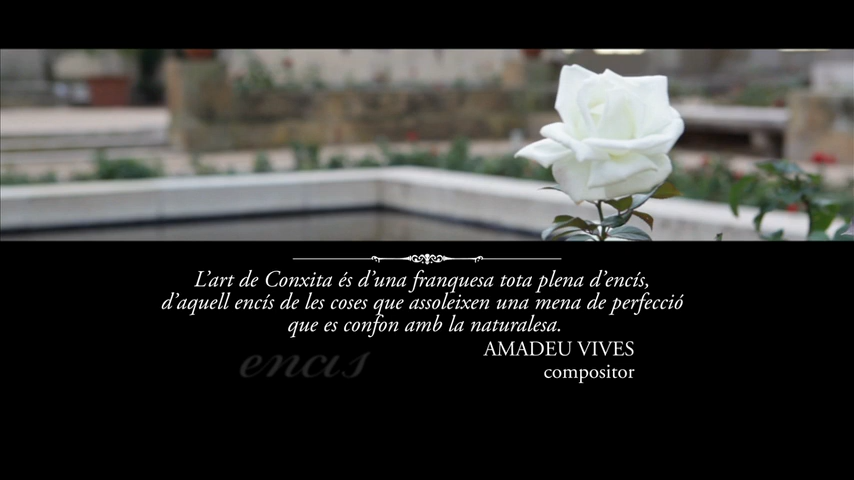 L'art de Conxita és d'una franquesa tota plena d'encís,
d'aquell encís de les coses que assoleixen una mena de perfecció
que es confon amb la naturalesa.
AMADEU VIVES
encís
compositor